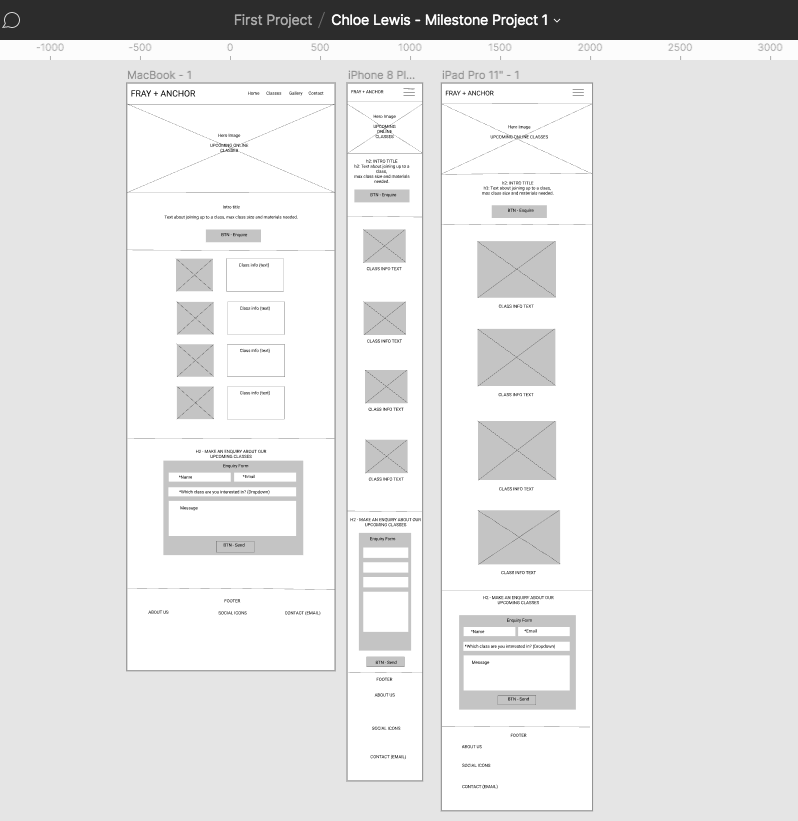 First Project / Chloe Lewis - Milestone Project 1
-1000 -500 0 500 1000 1500 2000 2500 3000
MacBook - 1
FRAY + ANCHOR
Home Classes Gallery Contact
Hero Image
UPCOMING ONLINE
CLASSES
Intro title
Text about joining up to a class, max class size and materials needed.
BTN - Enquire
Class info (text)
Class info (text)
Class info (text)
Class info (text)
H2 - MAKE AN ENQUIRY ABOUT OUR
UPCOMING CLASSES
Enquiry Form
*Name *Email
*Which class are you interested in? (Dropdown)
Message
BTN - Send
FOOTER
ABOUT US SOCIAL ICONS CONTACT (EMAIL)
iPhone 8 Pl...
FRAY + ANCHOR
Hero Image
UPCOMING
ONLINE
CLASSES
H2: INTRO TITLE
h3: Text about joining up to a
class,
max class size and materials
needed.
BTN - Enquire
CLASS INFO TEXT
CLASS INFO TEXT
CLASS INFO TEXT
CLASS INFO TEXT
H2 - MAKE AN ENQUIRY ABOUT OUR
UPCOMING CLASSES
Enquiry Form
BTN - Send
FOOTER
ABOUT US
SOCIAL ICONS
CONTACT (EMAIL)
iPad Pro 11" - 1
FRAY + ANCHOR
Hero Image
UPCOMING ONLINE CLASSES
H2: INTRO TITLE
H3: Text about joining up to a class,
max class size and materials needed.
BTN - Enquire
CLASS INFO TEXT
CLASS INFO TEXT
CLASS INFO TEXT
CLASS INFO TEXT
H2 - MAKE AN ENQUIRY ABOUT OUR
UPCOMING CLASSES
Enquiry Form
*Name *Email
*Which class are you interested in? (Dropdown)
Message
BTN - Send
FOOTER
ABOUT US
SOCIAL ICONS
CONTACT (EMAIL)